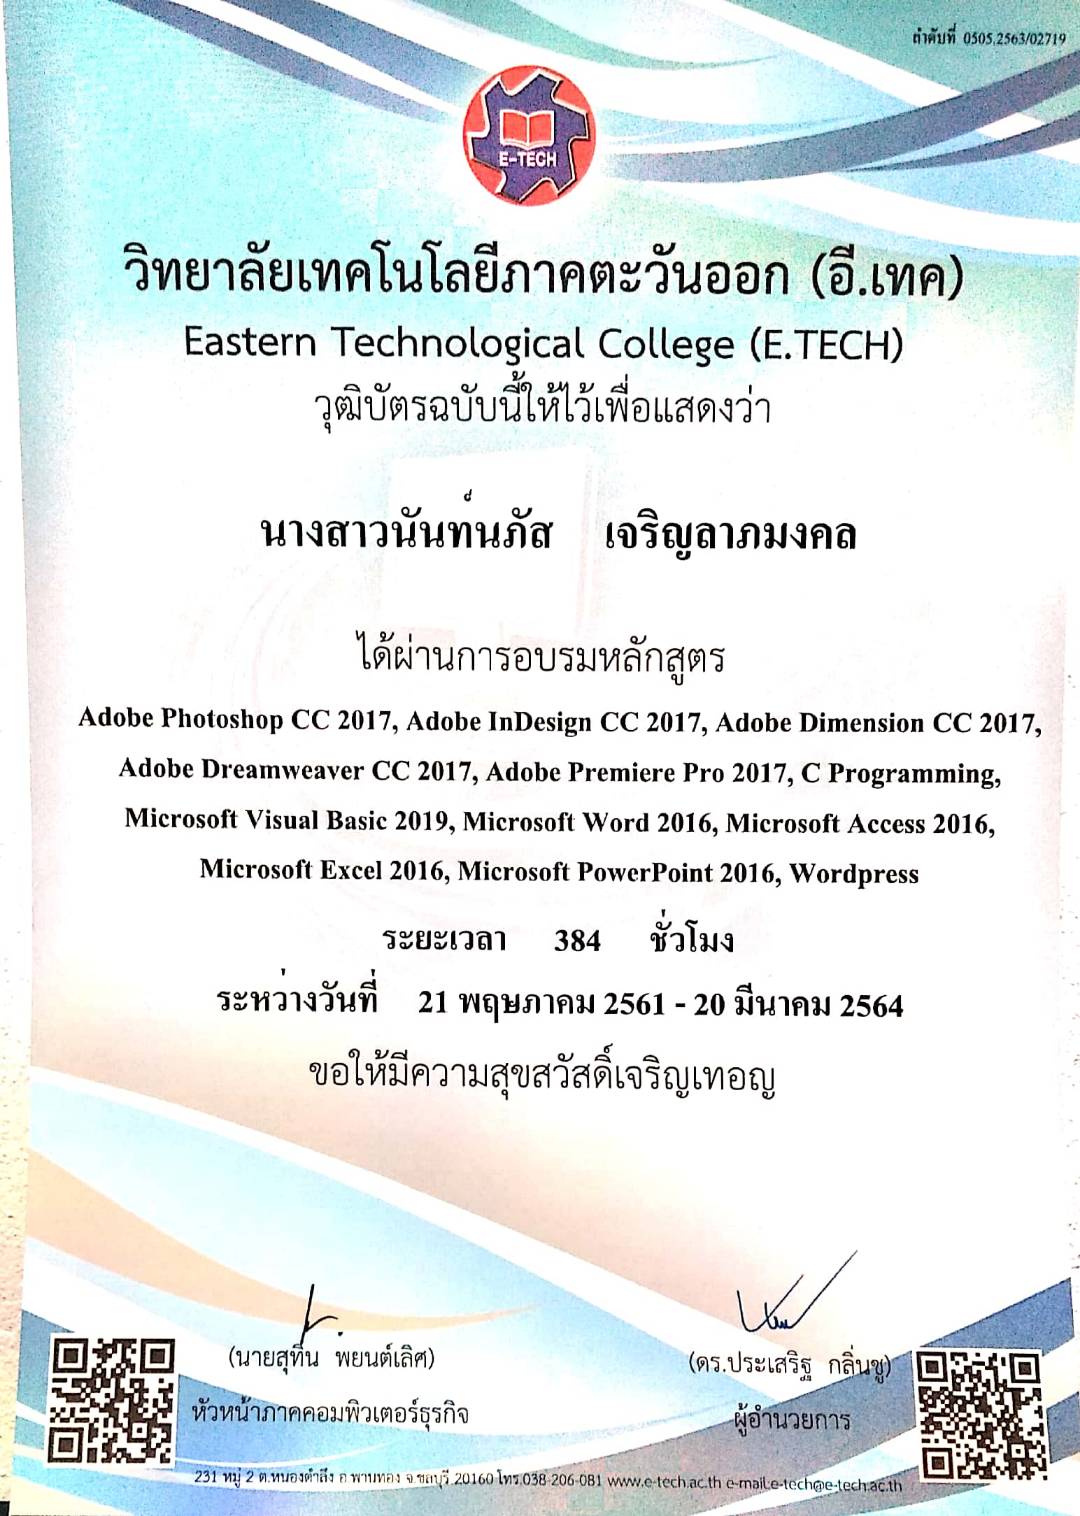 ลำดับที่ 0505.2563/02719
E-TECH
วิทยาลัยเทคโนโลยีภาคตะวันออก (อี.เทค)
Eastern Technological College (E.TECH)
วุฒิบัตรฉบับนี้ให้ไว้เพื่อแสดงว่า
นางสาวนันท์นภัส เจริญลาภมงคล
ได้ผ่านการอบรมหลักสูตร
Adobe Photoshop CC 2017, Adobe InDesign CC 2017, Adobe Dimension CC 2017,
Adobe Dreamweaver CC 2017, Adobe Premiere Pro 2017, C Programming,
Microsoft Visual Basic 2019, Microsoft Word 2016, Microsoft Access 2016,
Microsoft Excel 2016, Microsoft PowerPoint 2016, Wordpress
ระยะเวลา 384 ชั่วโมง
ระหว่างวันที่ 21 พฤษภาคม 2561 - 20 มีนาคม 2564
ขอให้มีความสุขสวัสดิ์เจริญเทอญ
(นายสุทิน พ่ยนต์เลิศ) (ดร.ประเสริฐ กลิ่นชู)
หัวหน้าภาคคอมพิวเตอร์ธุรกิจ ผู้อำนวยการ
231 หมู่ 2 ต.หนองตำลึง อ.พานทอง จ.ชลบุรี 20160 โทร.038-206-081 www.e-tech.ac.th e-mail:e-tech@e-tech.ac.th